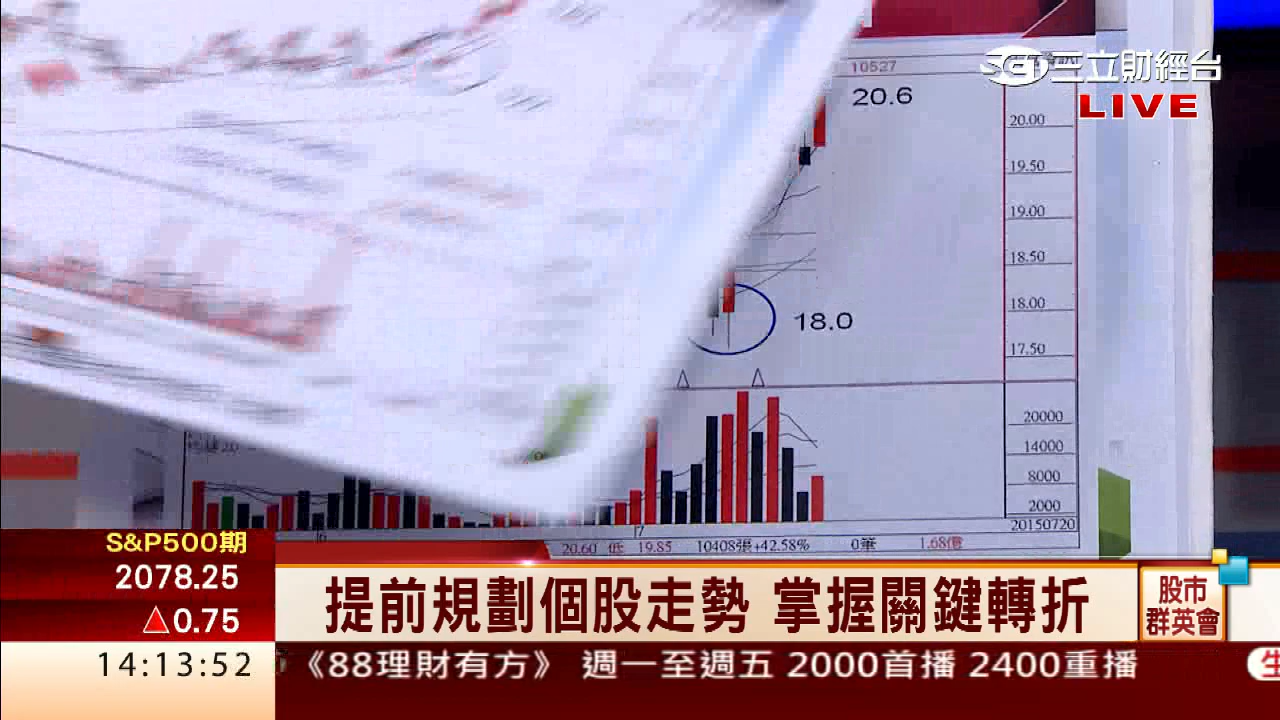 三立財經台
LIVE
10527
20.6
20.00
19.50
19.00
18.50
18.00
18.0
17.50
20000
14000
8000
2000
20150720
6
7
20.60 低 19.85 10408張+42.58% 0筆 1.68億
S&P500期
2078.25
△0.75
14:13:52
提前規劃個股走勢 掌握關鍵轉折
股市
群英會
《88理財有方》 週一至週五 2000首播 2400重播